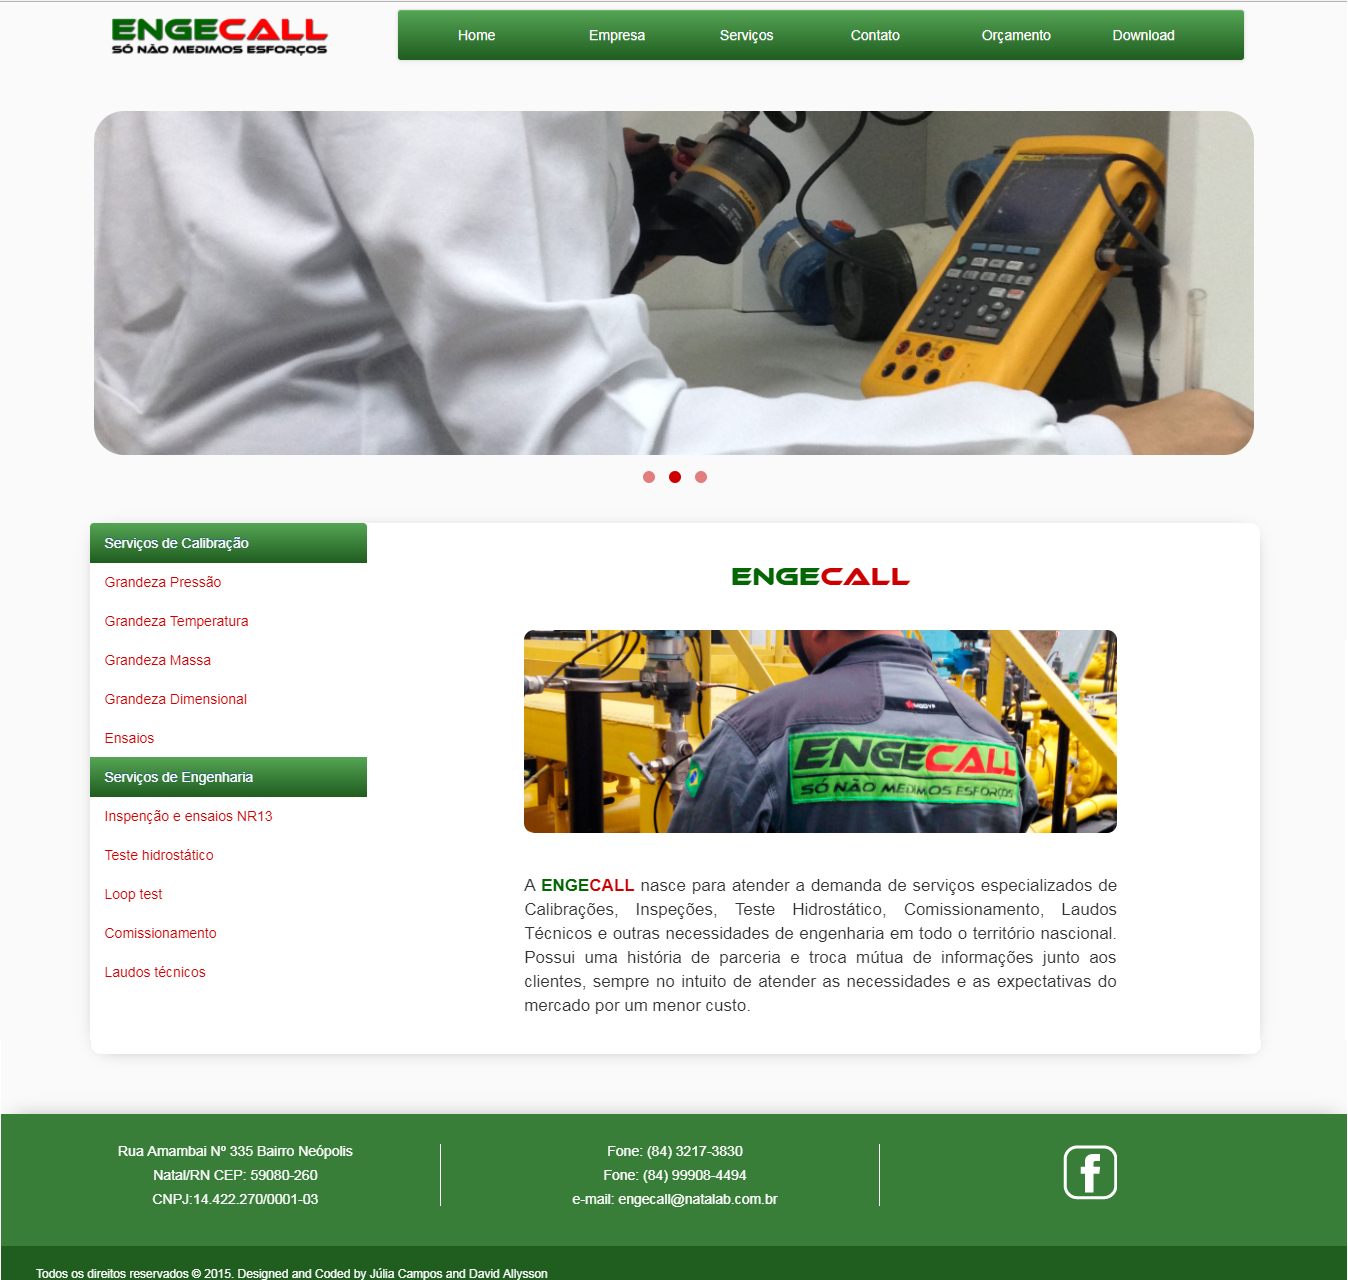 ENGECALL
SÓ NÃO MEDIMOS ESFORÇOS
Home Empresa Serviços Contato Orçamento Download
FLUKE
Serviços de Calibração
Grandeza Pressão
Grandeza Temperatura
Grandeza Massa
Grandeza Dimensional
Ensaios
Serviços de Engenharia
Inspenção e ensaios NR13
Teste hidrostático
Loop test
Comissionamento
Laudos técnicos
ENGECALL
ENGECALL
SÓ NÃO MEDIMOS ESFORÇOS
A ENGECALL nasce para atender a demanda de serviços especializados de
Calibrações, Inspeções, Teste Hidrostático, Comissionamento, Laudos
Técnicos e outras necessidades de engenharia em todo o território nascional.
Possui uma história de parceria e troca mútua de informações junto aos
clientes, sempre no intuito de atender as necessidades e as expectativas do
mercado por um menor custo.
Rua Amambai Nº 335 Bairro Neópolis
Natal/RN CEP: 59080-260
CNPJ:14.422.270/0001-03
Fone: (84) 3217-3830
Fone: (84) 99908-4494
e-mail: engecall@natalab.com.br
f
Todos os direitos reservados © 2015. Designed and Coded by Júlia Campos and David Allysson